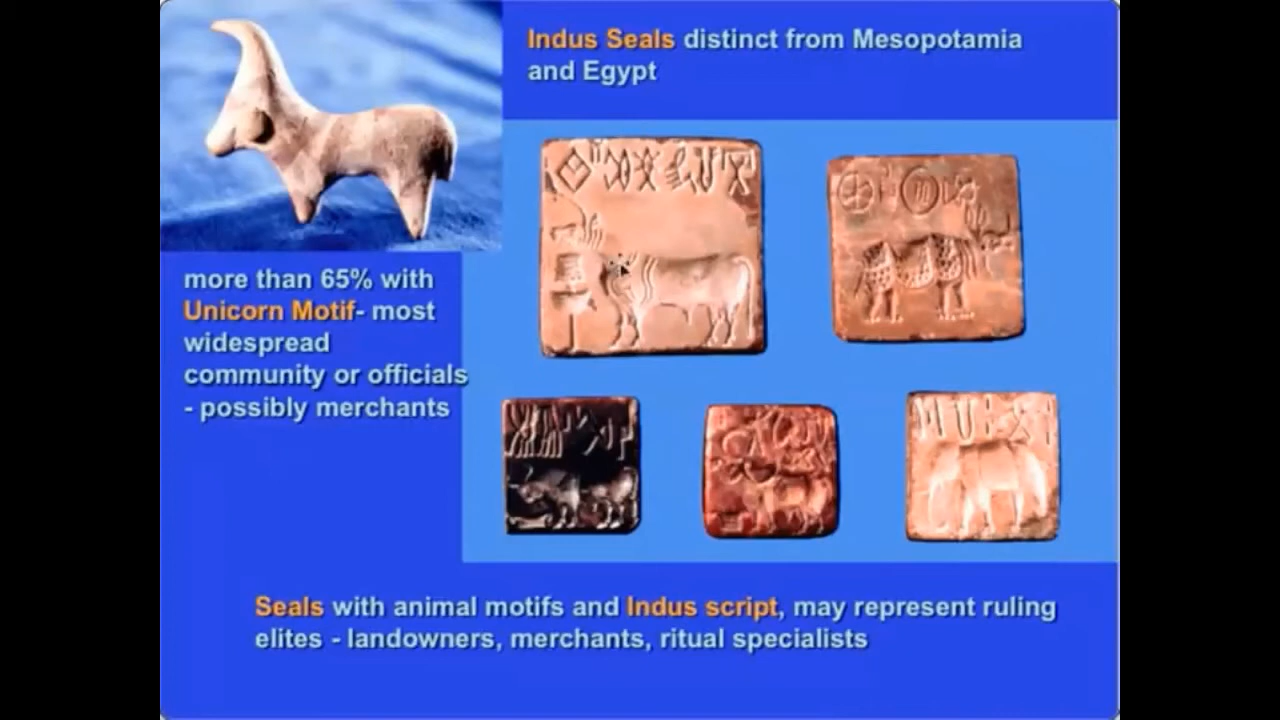 Indus Seals distinct from Mesopotamia
and Egypt
more than 65% with
Unicorn Motif- most
widespread
community or officials
- possibly merchants
Seals with animal motifs and Indus script, may represent ruling
elites - landowners, merchants, ritual specialists